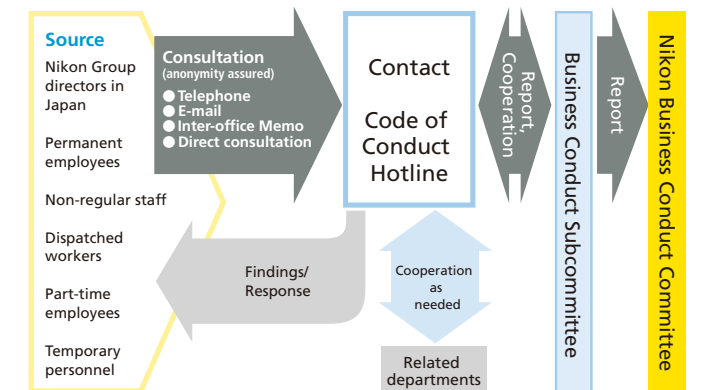 Source
Nikon Group
directors in
Japan
Permanent
employees
Non-regular staff
Dispatched
workers
Part-time
employees
Temporary
personnel
Consultation
(anonymity assured)
● Telephone
● E-mail
● Inter-office Memo
● Direct consultation
Findings/
Response
Contact
Code of
Conduct
Hotline
Cooperation
as
needed
Related
departments
Report,
Cooperation
Business Conduct Subcommittee
Report
Nikon Business Conduct Committee